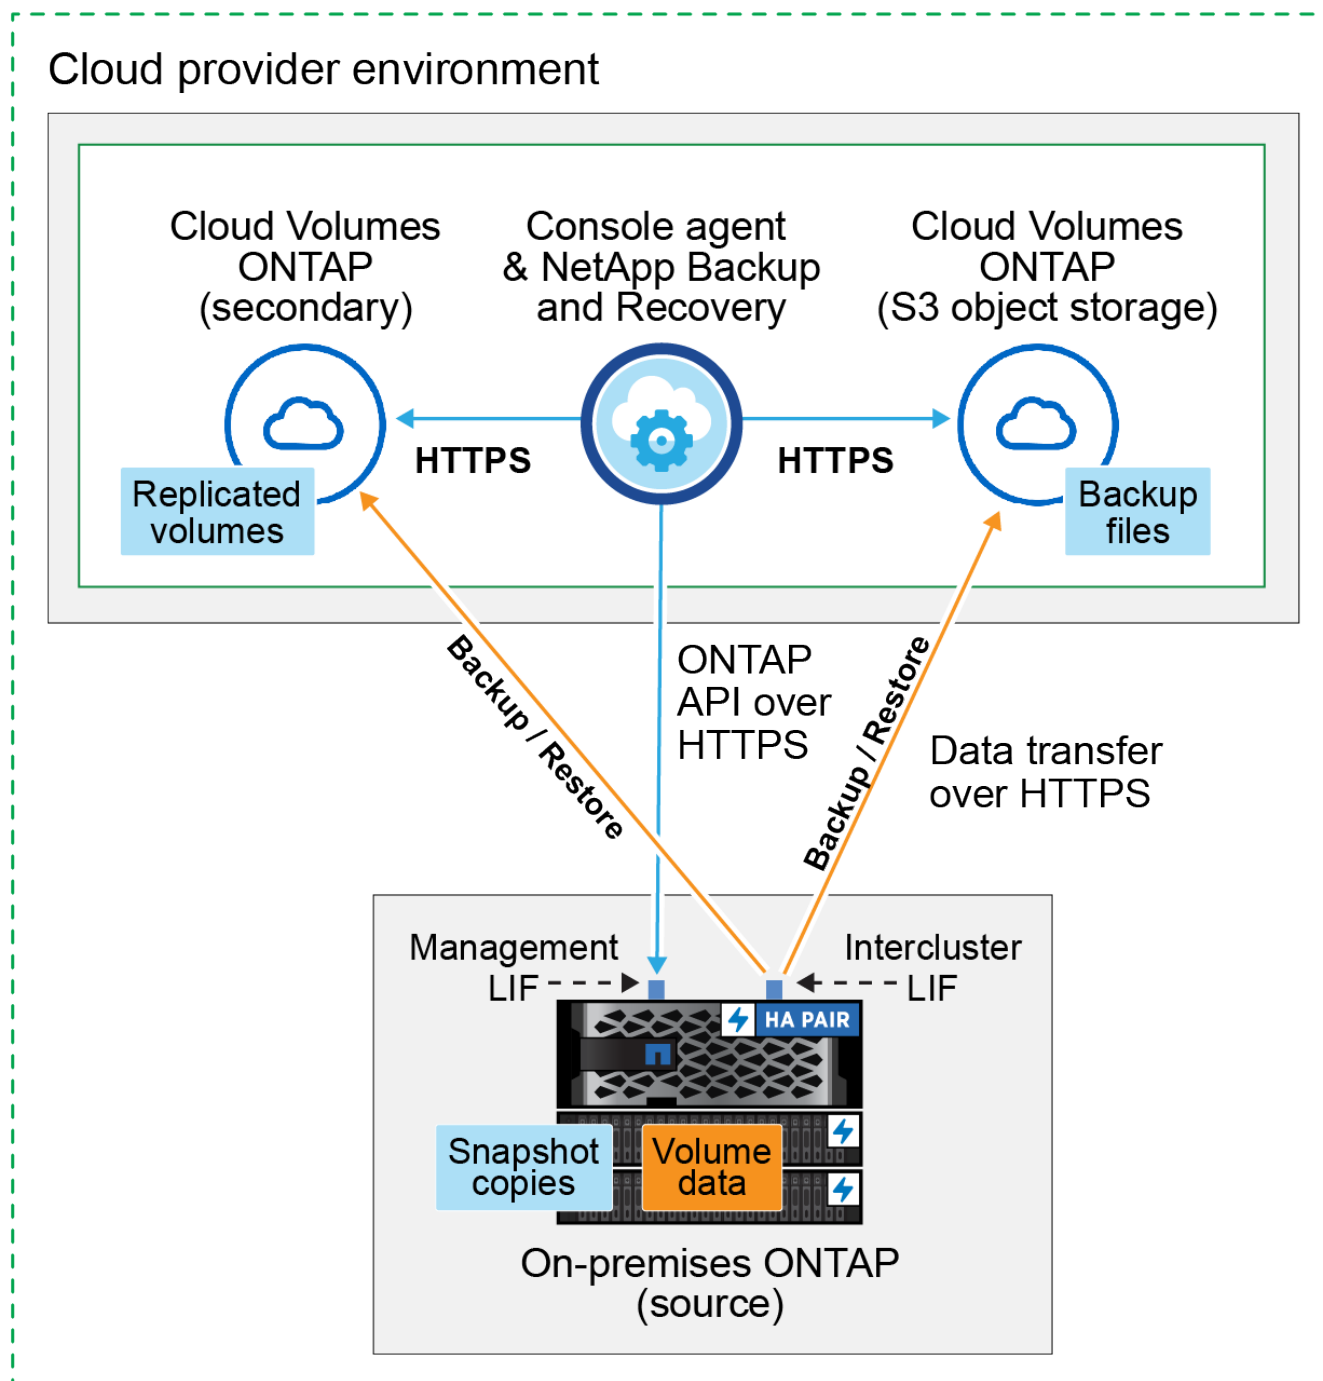 Cloud provider environment
Cloud Volumes
ONTAP
(secondary)
Console agent
& NetApp Backup
and Recovery
Cloud Volumes
ONTAP
(S3 object storage)
HTTPS
HTTPS
Replicated
volumes
Backup
files
Backup / Restore
ONTAP
API over
HTTPS
Backup / Restore
Data transfer
over HTTPS
Management
LIF
Intercluster
LIF
HA PAIR
Snapshot
copies
Volume
data
On-premises ONTAP
(source)